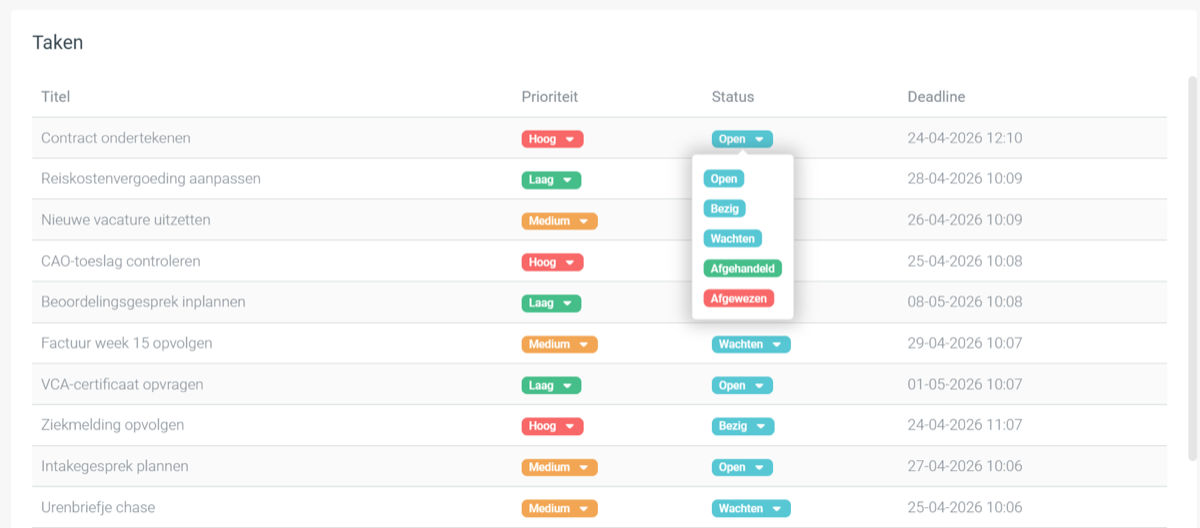 Taken
Titel Prioriteit Status Deadline
Contract ondertekenen Hoog Open 24-04-2026 12:10
Reiskostenvergoeding aanpassen Laag Open 28-04-2026 10:09
Bezig
Nieuwe vacature uitzetten Medium 26-04-2026 10:09
Wachten
CAO-toeslag controleren Hoog Afgehandeld 25-04-2026 10:08
Beoordelingsgesprek inplannen Laag Afgewezen 08-05-2026 10:08
Factuur week 15 opvolgen Medium Wachten 29-04-2026 10:07
VCA-certificaat opvragen Laag Open 01-05-2026 10:07
Ziekmelding opvolgen Hoog Bezig 24-04-2026 11:07
Intakegesprek plannen Medium Open 27-04-2026 10:06
Urenbriefje chase Medium Wachten 25-04-2026 10:06